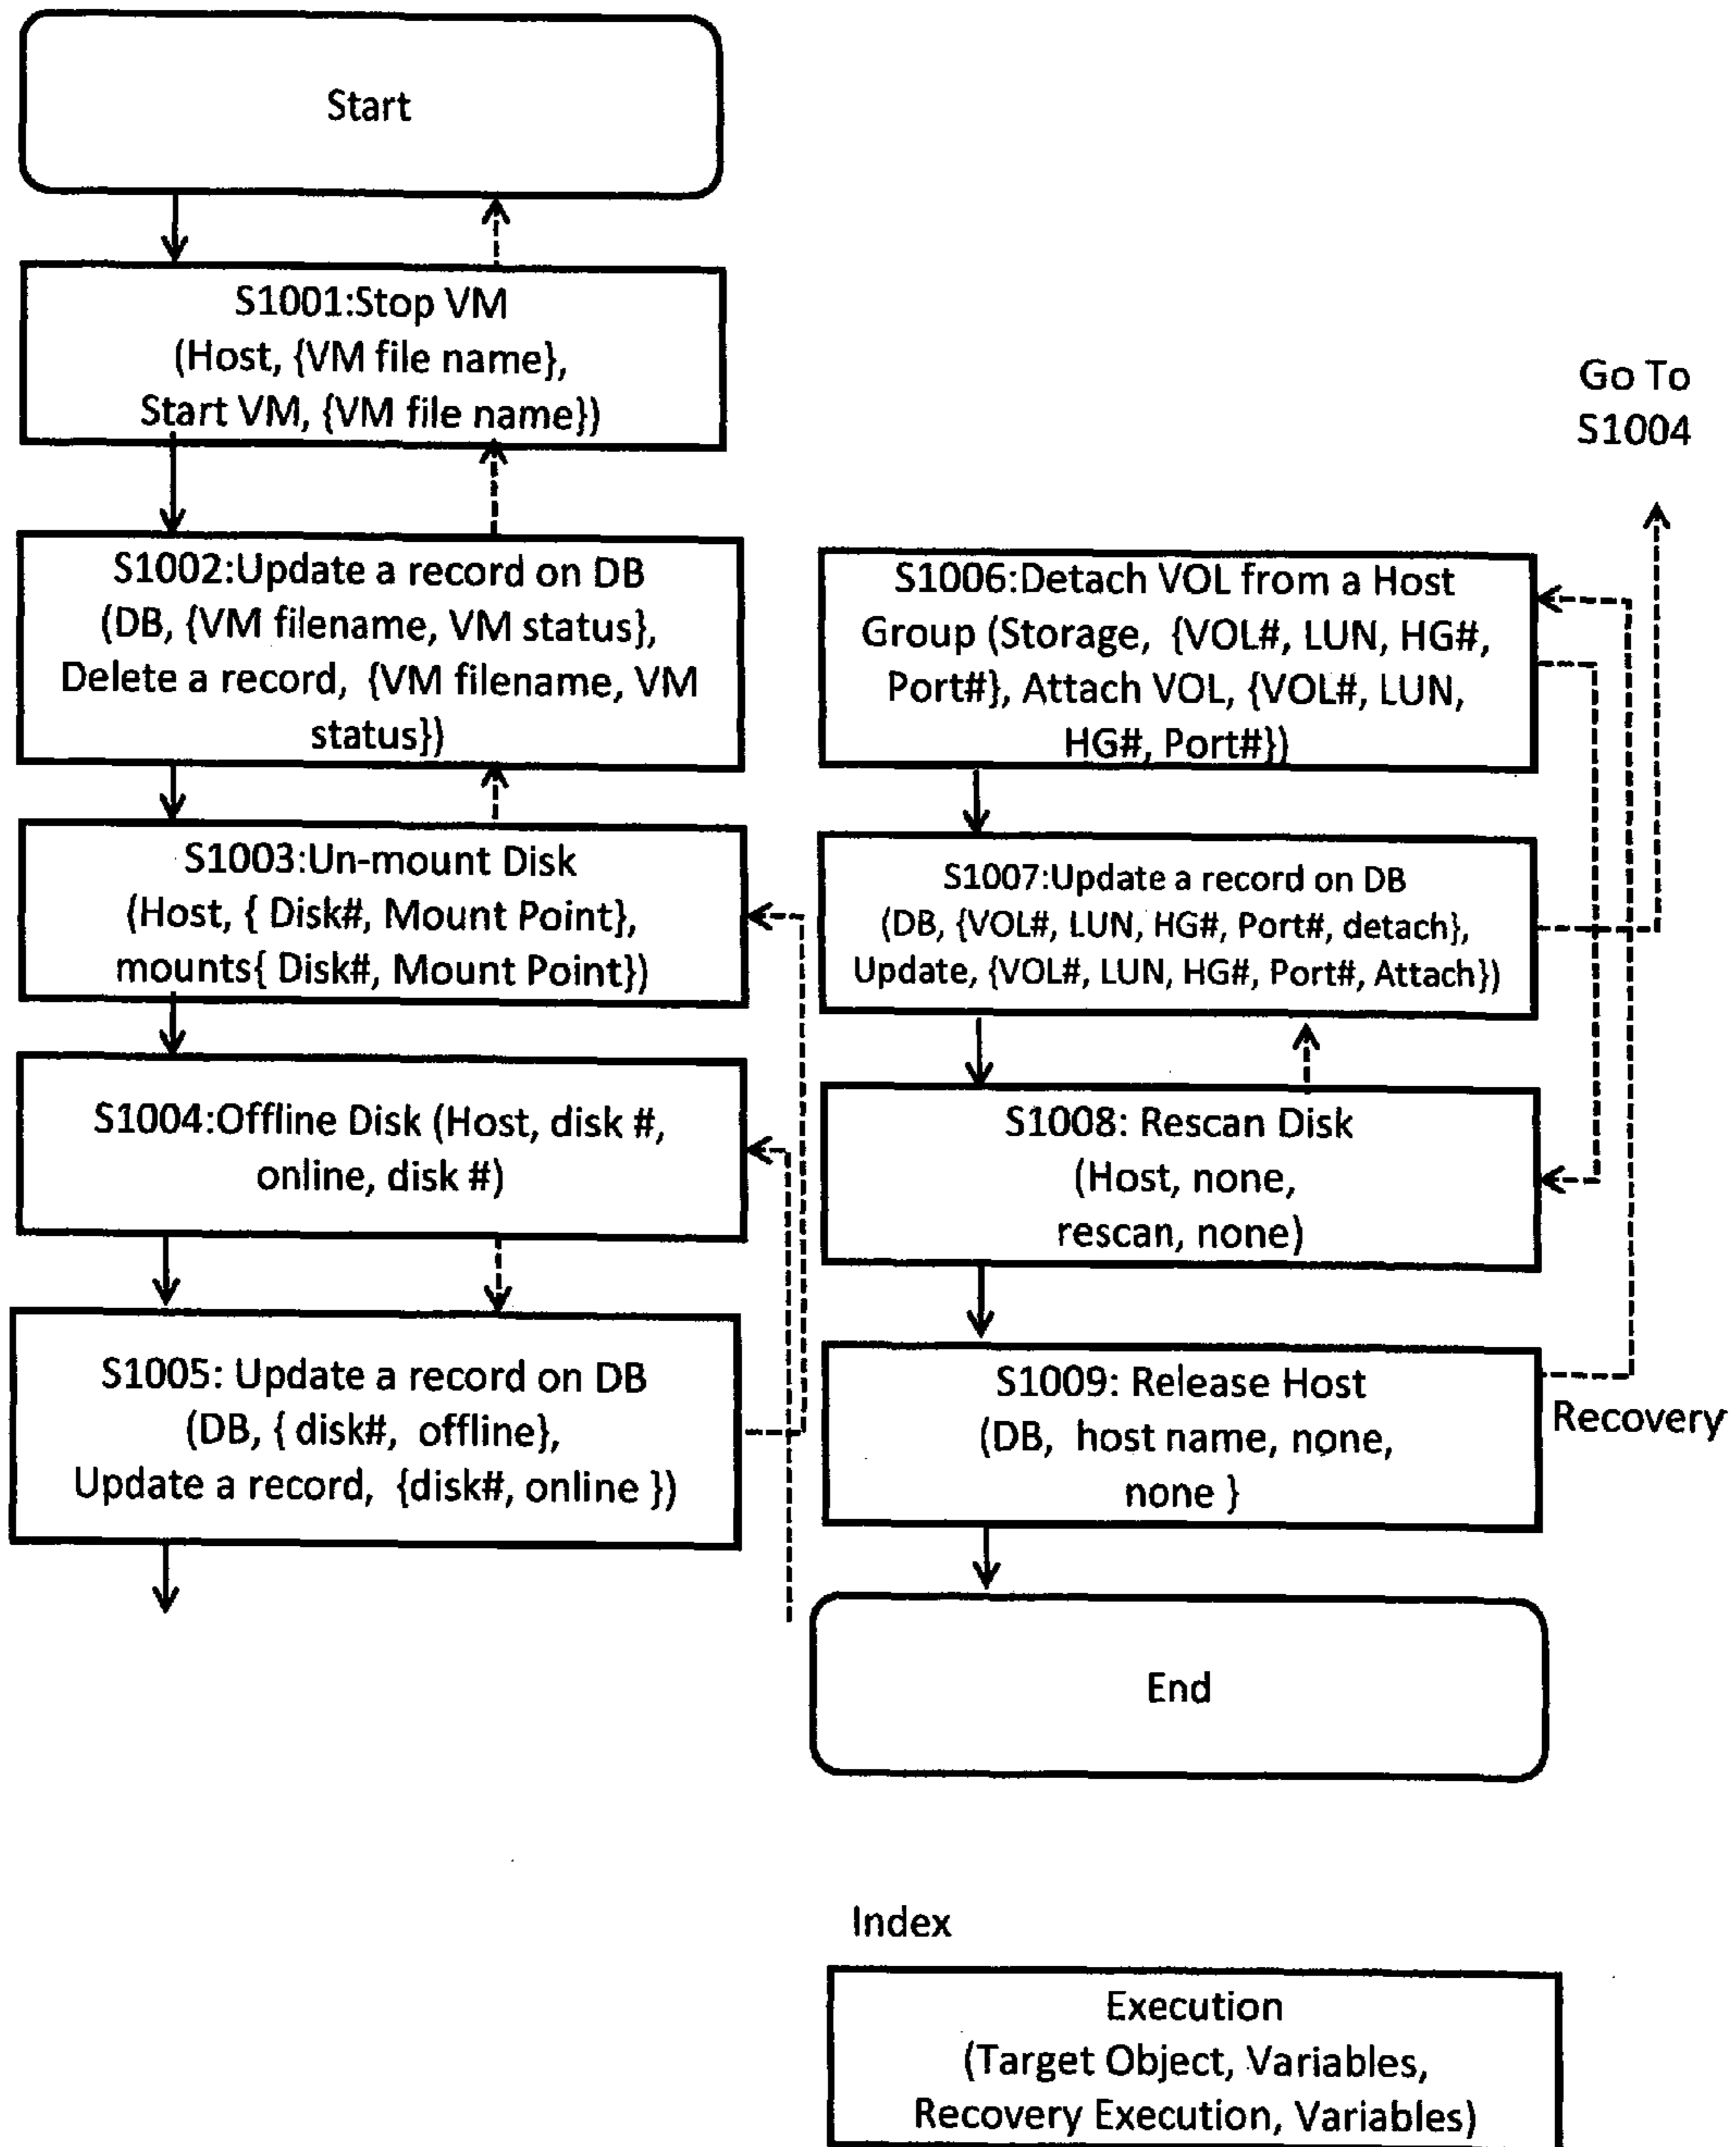 Start
S1001:Stop VM
(Host, {VM file name},
Start VM, {VM file name})
S1002:Update a record on DB
(DB, {VM filename, VM status},
Delete a record, {VM filename, VM
status})
S1003:Un-mount Disk
(Host, { Disk#, Mount Point},
mounts{ Disk#, Mount Point})
S1004:Offline Disk (Host, disk #,
online, disk #)
S1005: Update a record on DB
(DB, { disk#, offline},
Update a record, {disk#, online })
Go To
S1004
S1006:Detach VOL from a Host
Group (Storage, {VOL#, LUN, HG#,
Port#}, Attach VOL, {VOL#, LUN,
HG#, Port#})
S1007:Update a record on DB
(DB, {VOL#, LUN, HG#, Port#, detach},
Update, {VOL#, LUN, HG#, Port#, Attach})
S1008: Rescan Disk
(Host, none,
rescan, none)
S1009: Release Host
(DB, host name, none,
none }
Recovery
End
Index
Execution
(Target Object, Variables,
Recovery Execution, Variables)